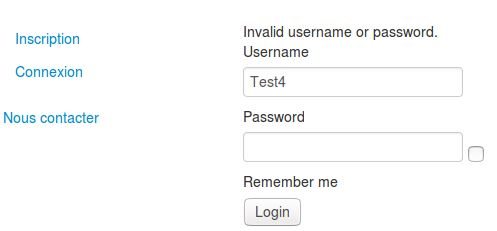 Inscription
Connexion
Nous contacter
Invalid username or password.
Username
Test4
Password
Remember me
Login